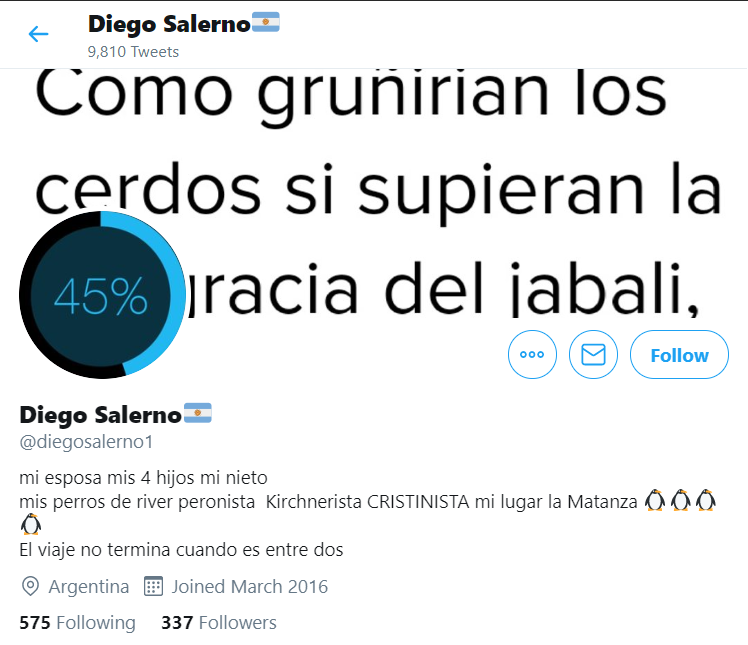 Diego Salerno🇦🇷
9,810 Tweets
Como gruñirian los
cerdos si supieran la
gracia del jabali,
45%
Follow
Diego Salerno🇦🇷
@diegosalerno1
mi esposa mis 4 hijos mi nieto
mis perros de river peronista Kirchnerista CRISTINISTA mi lugar la Matanza 🐧🐧🐧
🐧
El viaje no termina cuando es entre dos
Argentina Joined March 2016
575 Following 337 Followers